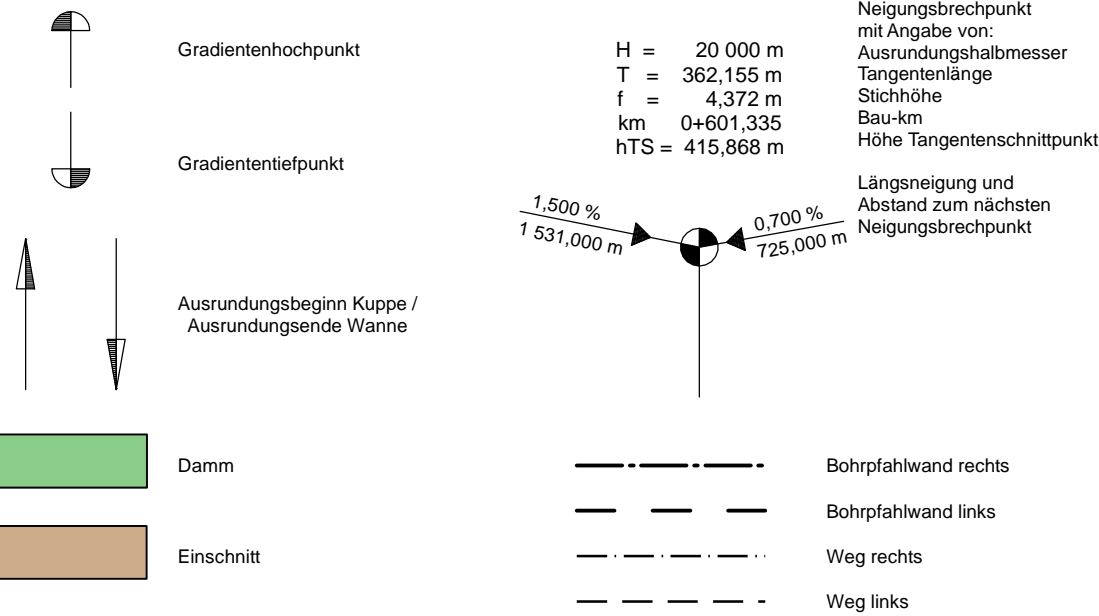 Gradientenhochpunkt
Gradiententiefpunkt
Ausrundungsbeginn Kuppe /
Ausrundungsende Wanne
Damm
Einschnitt
H = 20 000 m
T = 362,155 m
f = 4,372 m
km 0+601,335
hTS = 415,868 m
Neigungsbrechpunkt
mit Angabe von:
Ausrundungshalbmesser
Tangentenlänge
Stichhöhe
Bau-km
Höhe Tangentenschnittpunkt
1,500 %
1 531,000 m
0,700 %
725,000 m
Längsneigung und
Abstand zum nächsten
Neigungsbrechpunkt
Bohrpfahlwand rechts
Bohrpfahlwand links
Weg rechts
Weg links